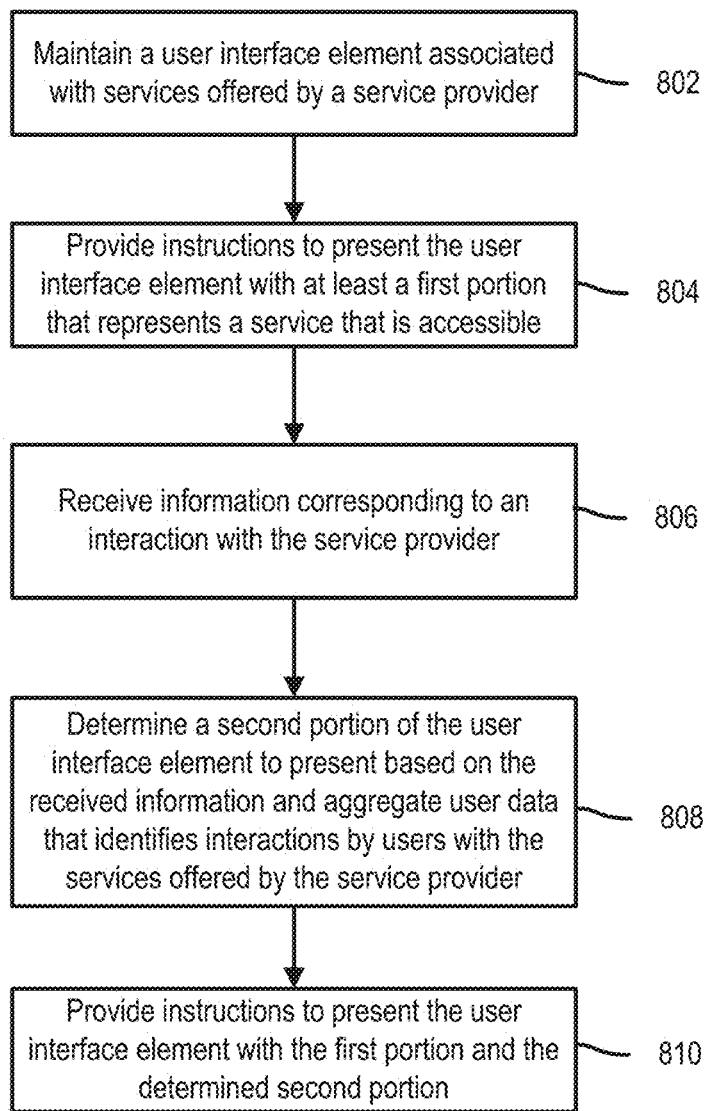 Maintain a user interface element associated
with services offered by a service provider
802
Provide instructions to present the user
interface element with at least a first portion
that represents a service that is accessible
804
Receive information corresponding to an
interaction with the service provider
806
Determine a second portion of the user
interface element to present based on the
received information and aggregate user data
that identifies interactions by users with the
services offered by the service provider
808
Provide instructions to present the user
interface element with the first portion and the
determined second portion
810